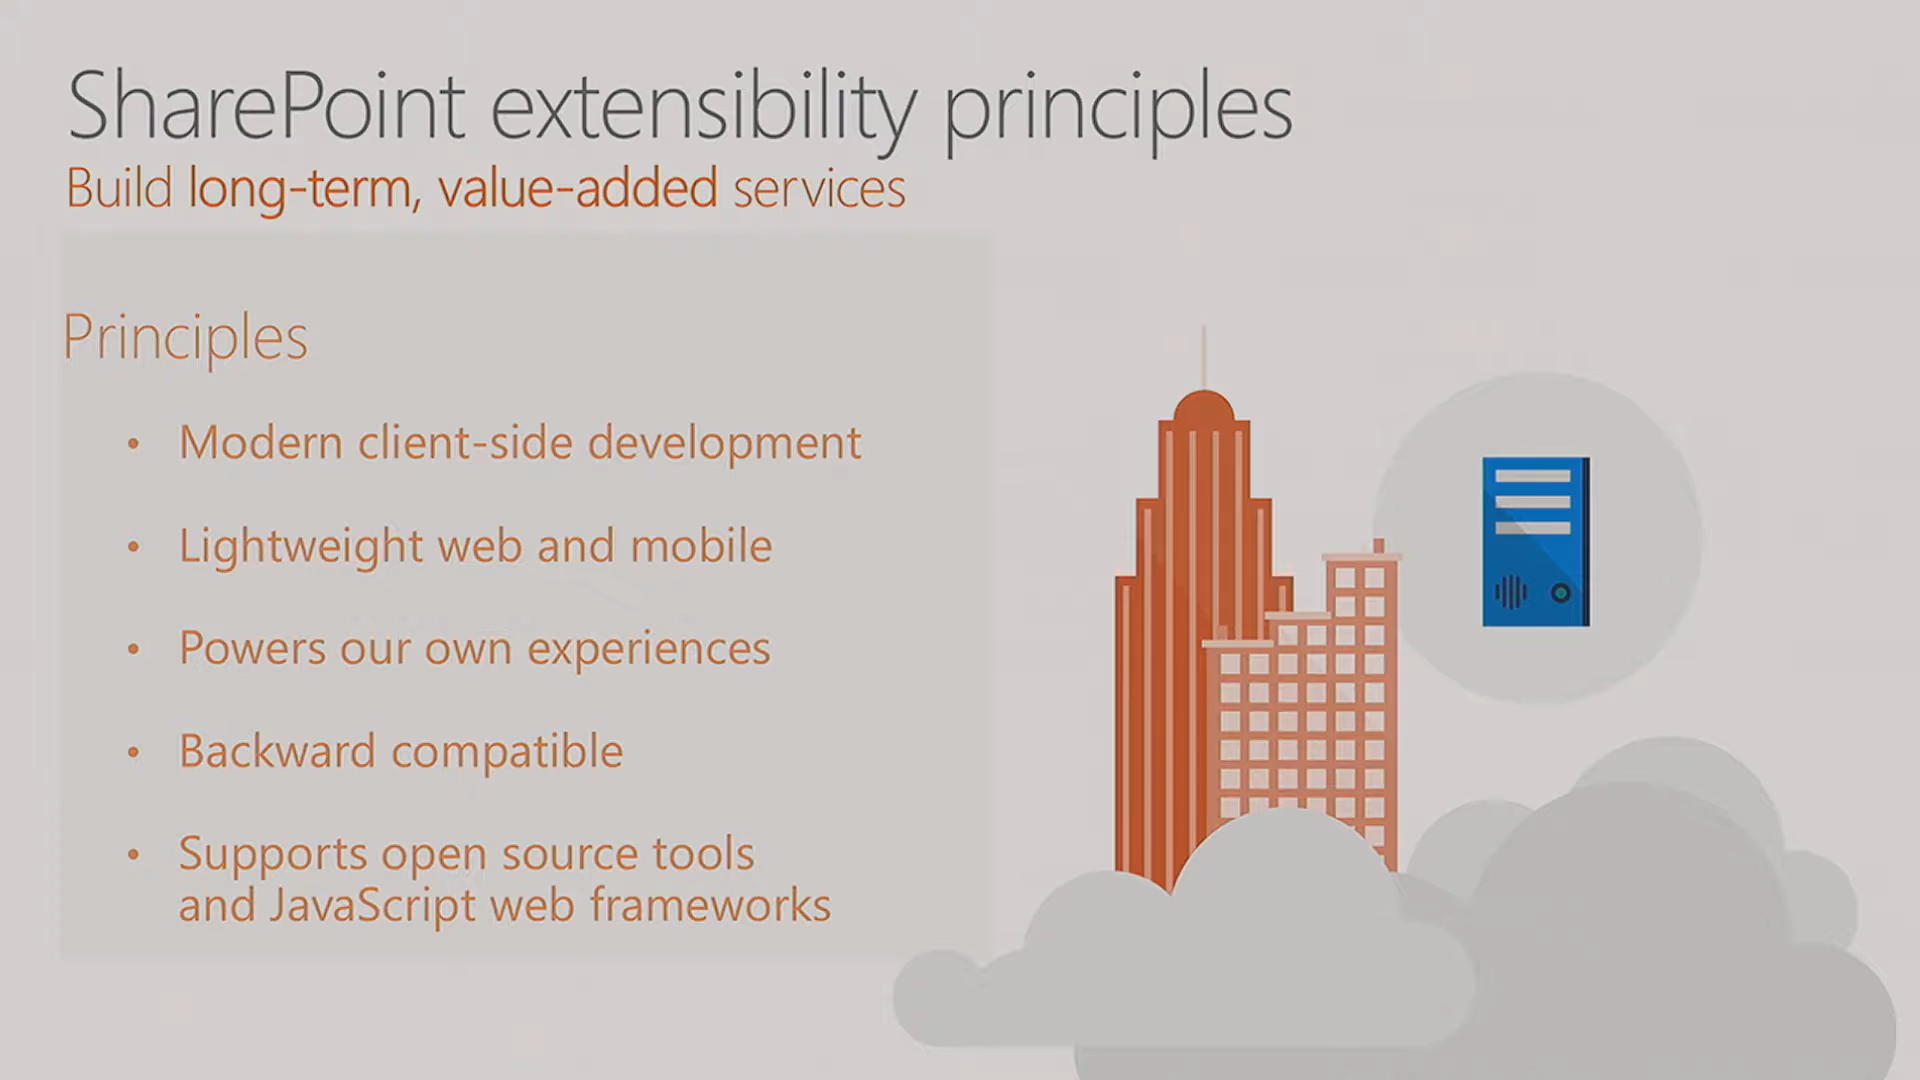 SharePoint extensibility principles
Build long-term, value-added services
Principles
• Modern client-side development
• Lightweight web and mobile
• Powers our own experiences
• Backward compatible
• Supports open source tools
and JavaScript web frameworks